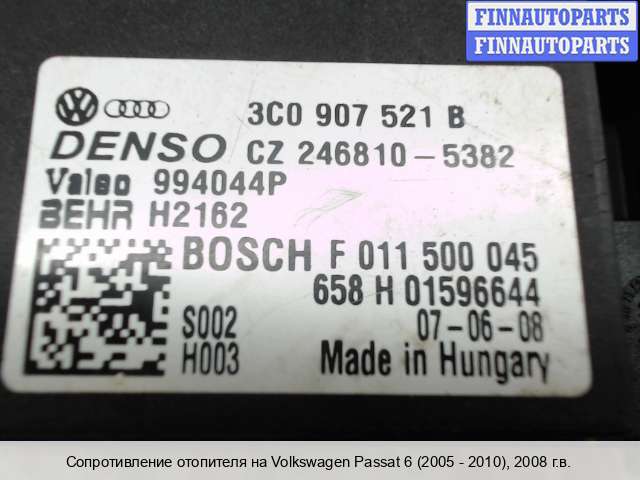 FINNAUTOPARTS
FINNAUTOPARTS
3C0 907 521 B
DENSO CZ 246810-5382
Valeo 994044P
BEHR H2162
BOSCH F 011 500 045
658 H 01596644
S002 07-06-08
H003 Made in Hungary
Сопротивление отопителя на Volkswagen Passat 6 (2005 - 2010), 2008 г.в.